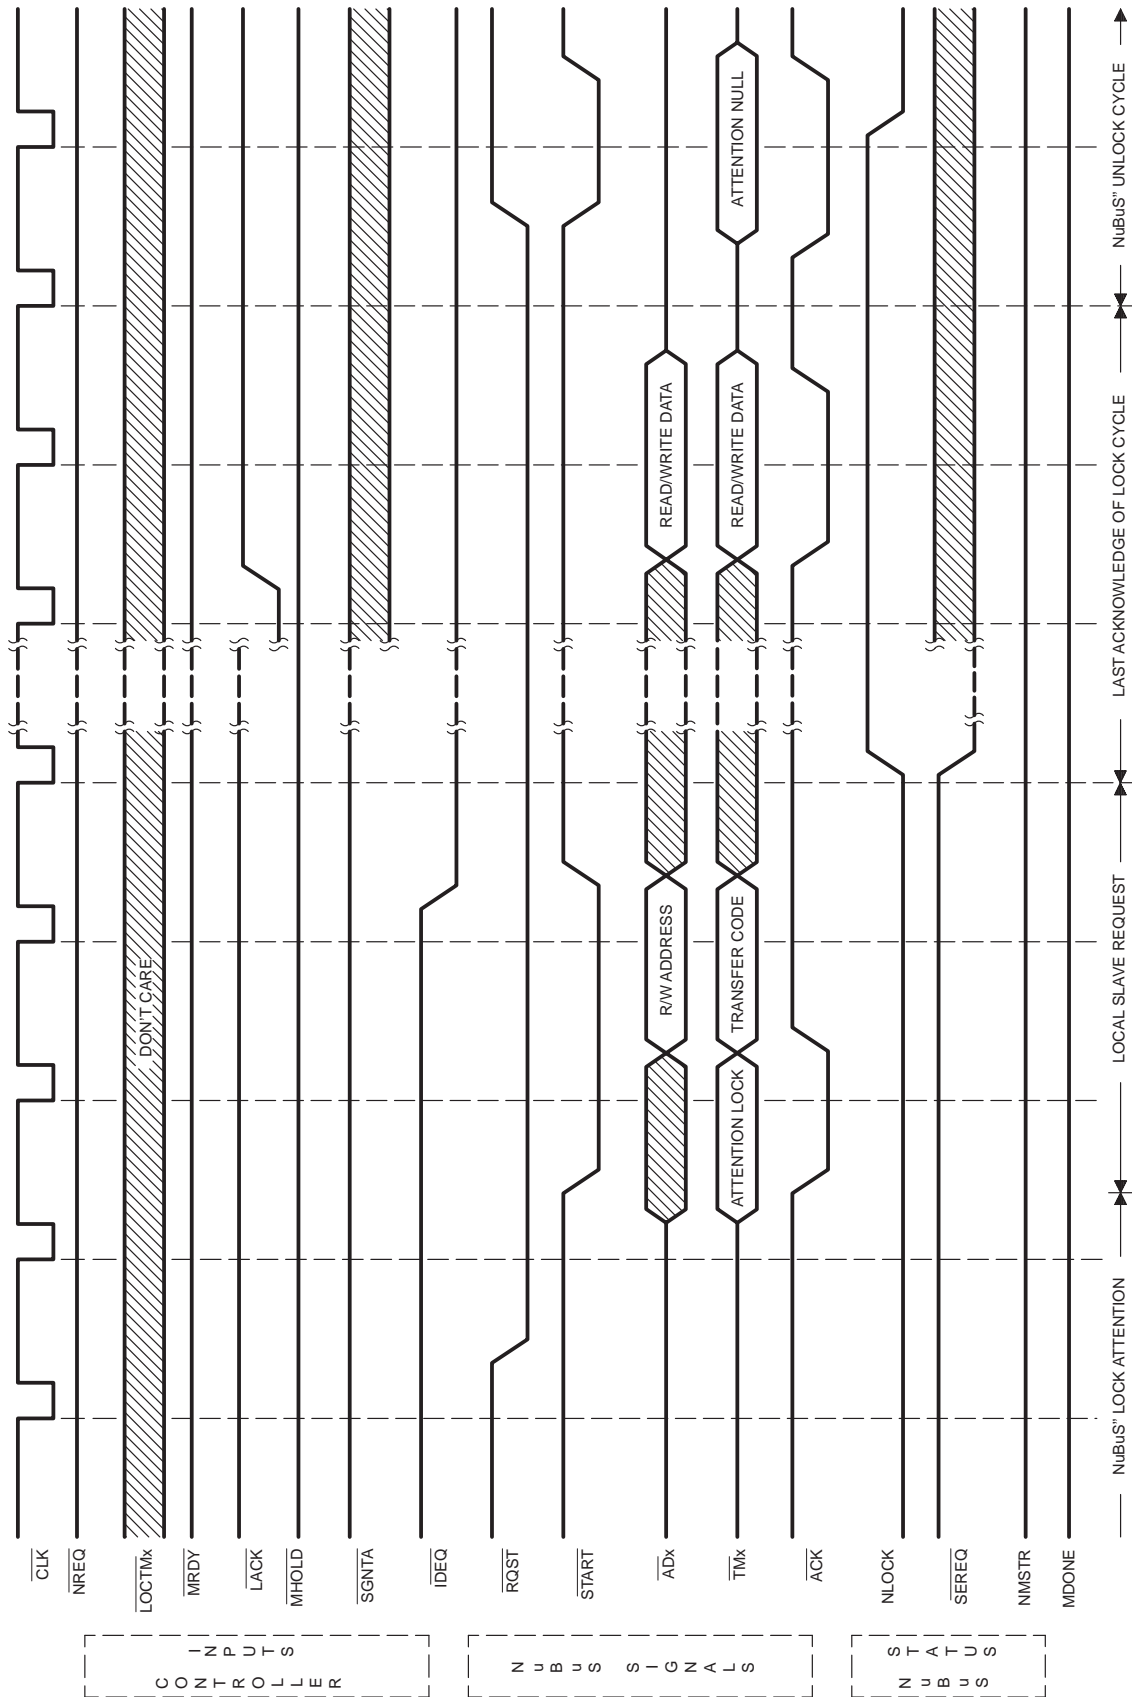 CONTROLLER
INPUTS
NuBuS SIGNALS
NuBuS
STATUS
CLK
NREQ
LOCTMx
MRDY
LACK
MHOLD
SGNTA
IDEQ
RQST
START
ADx
TMx
ACK
NLOCK
SEREQ
NMSTR
MDONE
DON'T CARE
R/W ADDRESS
READ/WRITE DATA
ATTENTION LOCK
TRANSFER CODE
READ/WRITE DATA
ATTENTION NULL
NuBuS” LOCK ATTENTION
LOCAL SLAVE REQUEST
LAST ACKNOWLEDGE OF LOCK CYCLE
NuBuS” UNLOCK CYCLE